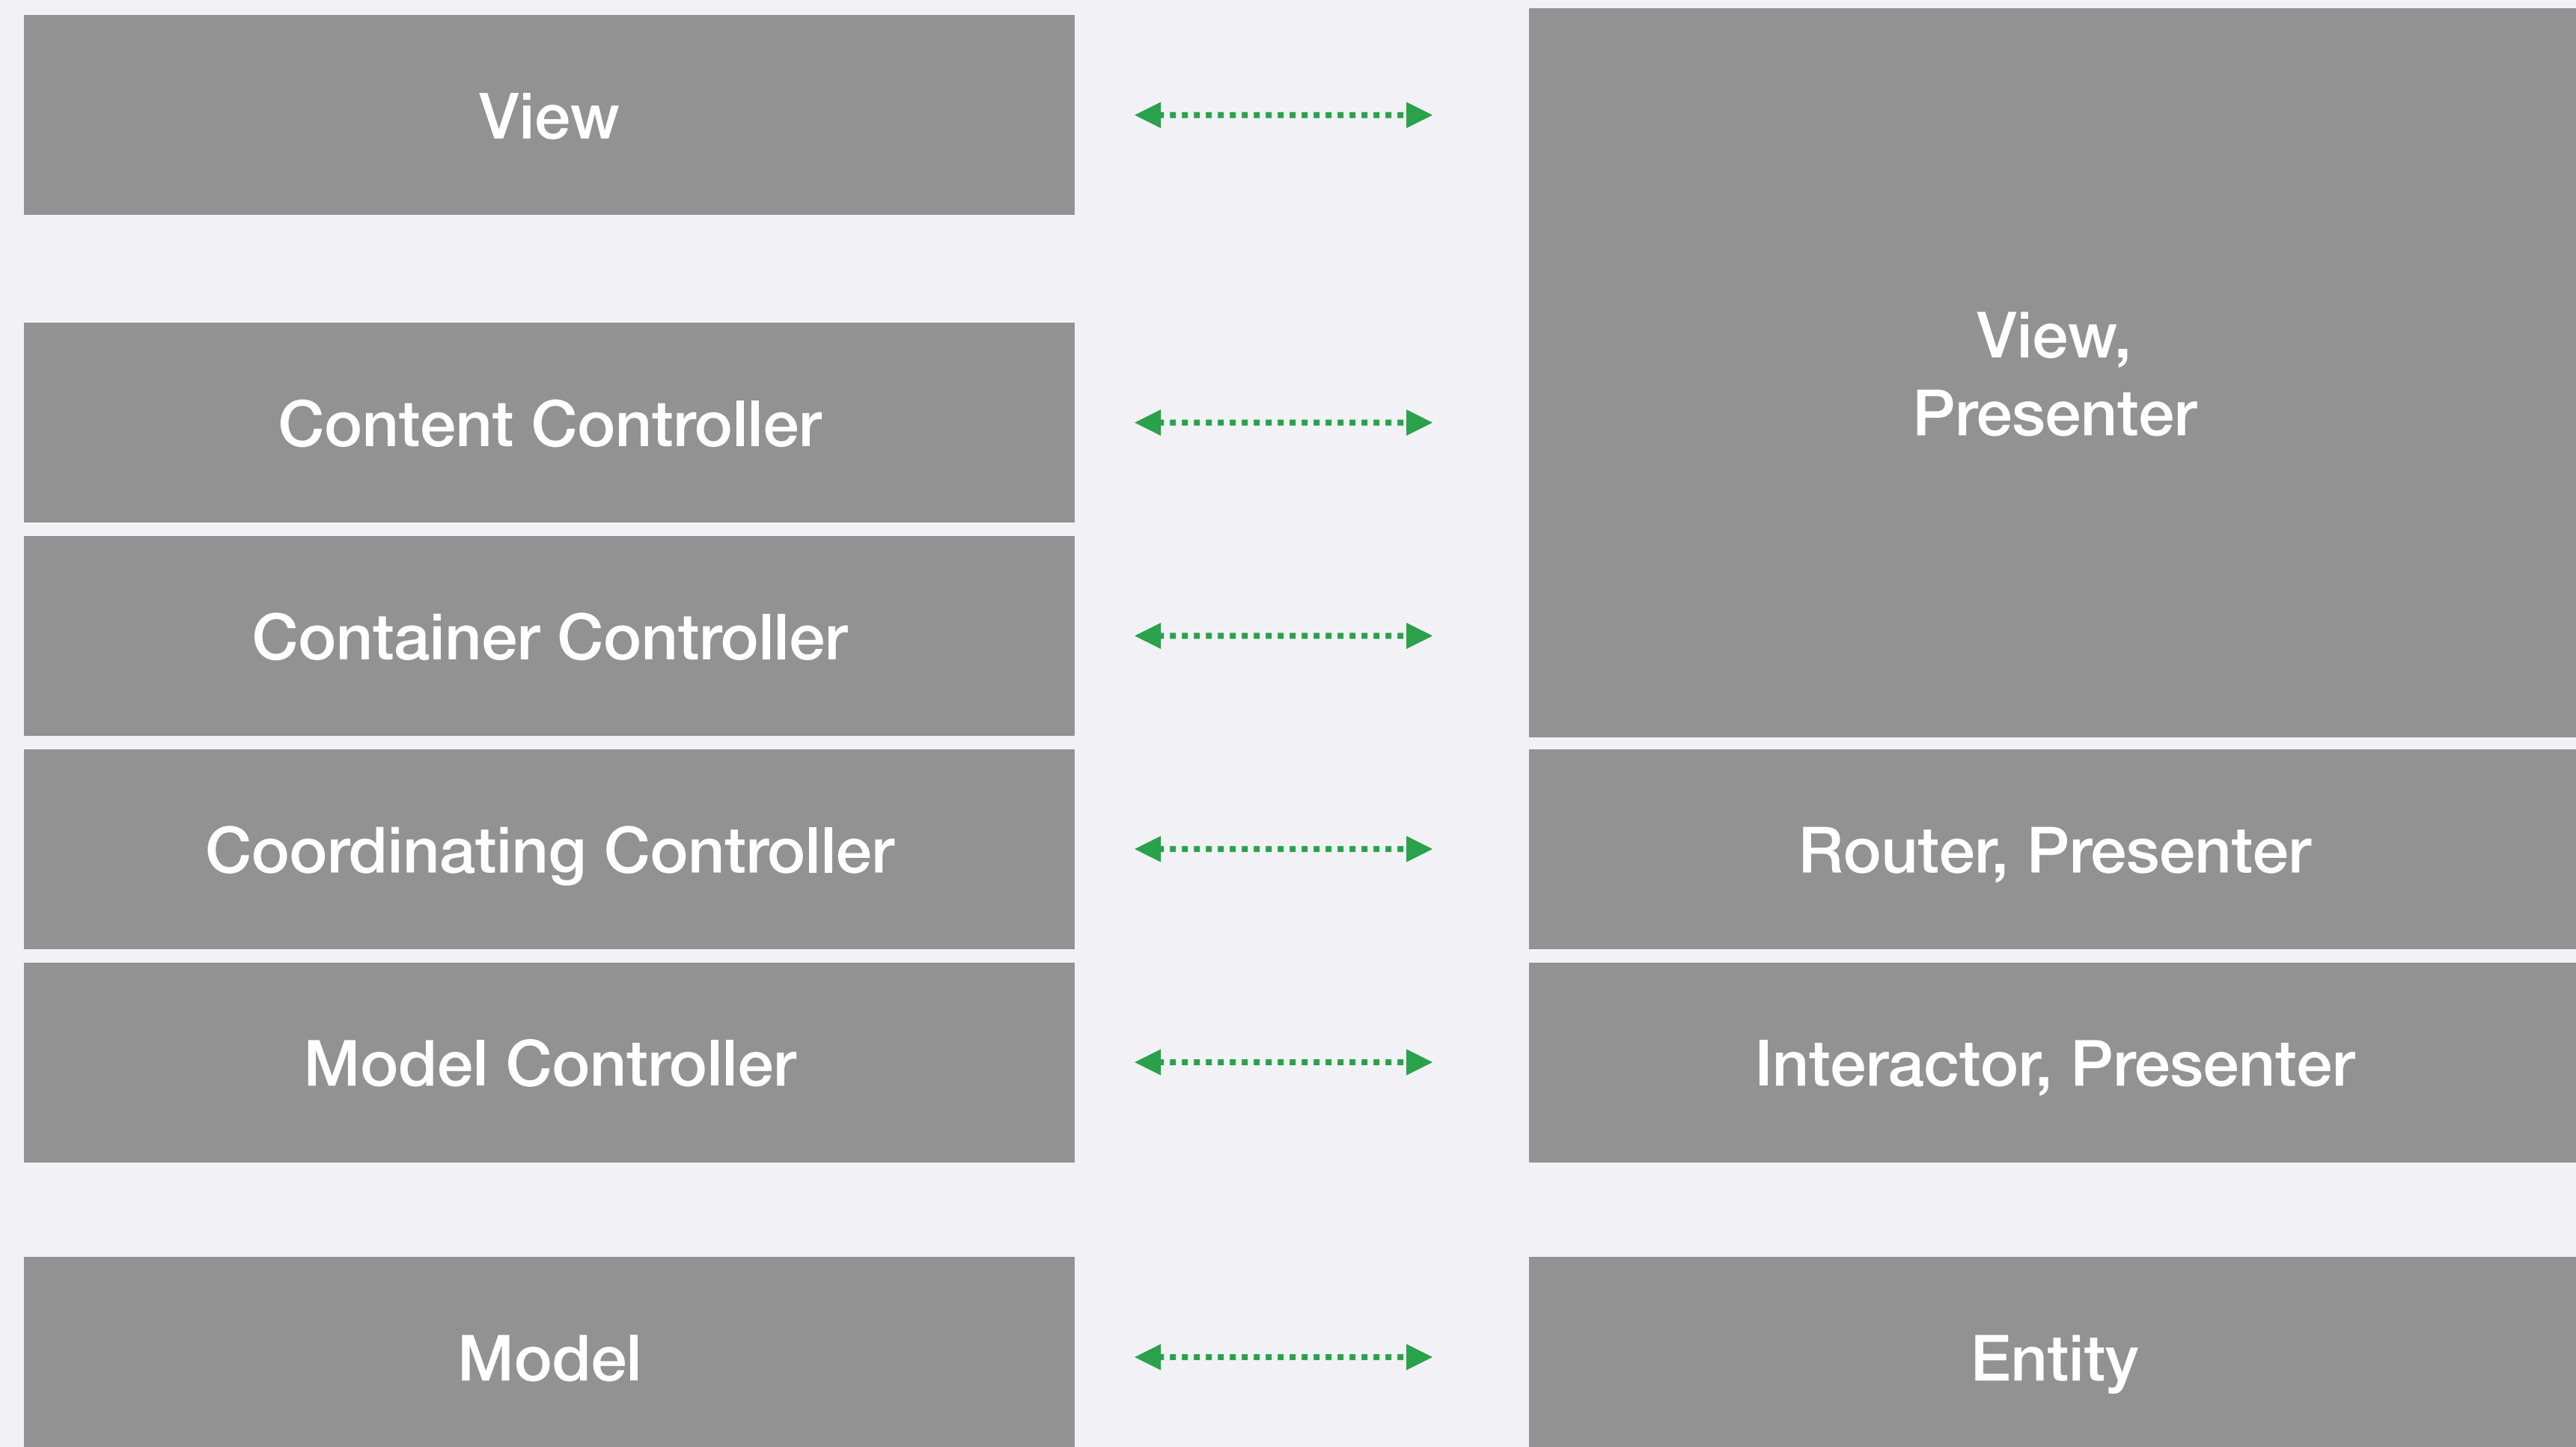 View
Content Controller
Container Controller
Coordinating Controller
Model Controller
Model
View,
Presenter
Router, Presenter
Interactor, Presenter
Entity